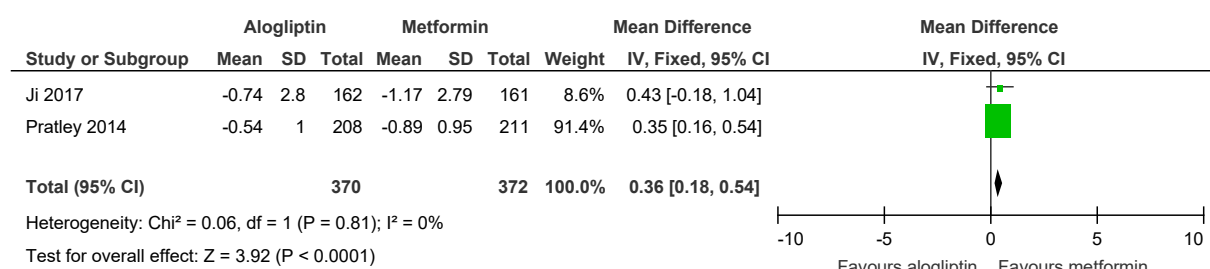 Alogliptin Metformin Mean Difference Mean Difference
Study or Subgroup Mean SD Total Mean SD Total Weight IV, Fixed, 95% CI IV, Fixed, 95% CI
Ji 2017 -0.74 2.8 162 -1.17 2.79 161 8.6% 0.43 [-0.18, 1.04]
Pratley 2014 -0.54 1 208 -0.89 0.95 211 91.4% 0.35 [0.16, 0.54]
Total (95% CI) 370 372 100.0% 0.36 [0.18, 0.54]
Heterogeneity: Chi² = 0.06, df = 1 (P = 0.81); I² = 0%
Test for overall effect: Z = 3.92 (P < 0.0001)
-10 -5 0 5 10
Favours alogliptin Favours metformin